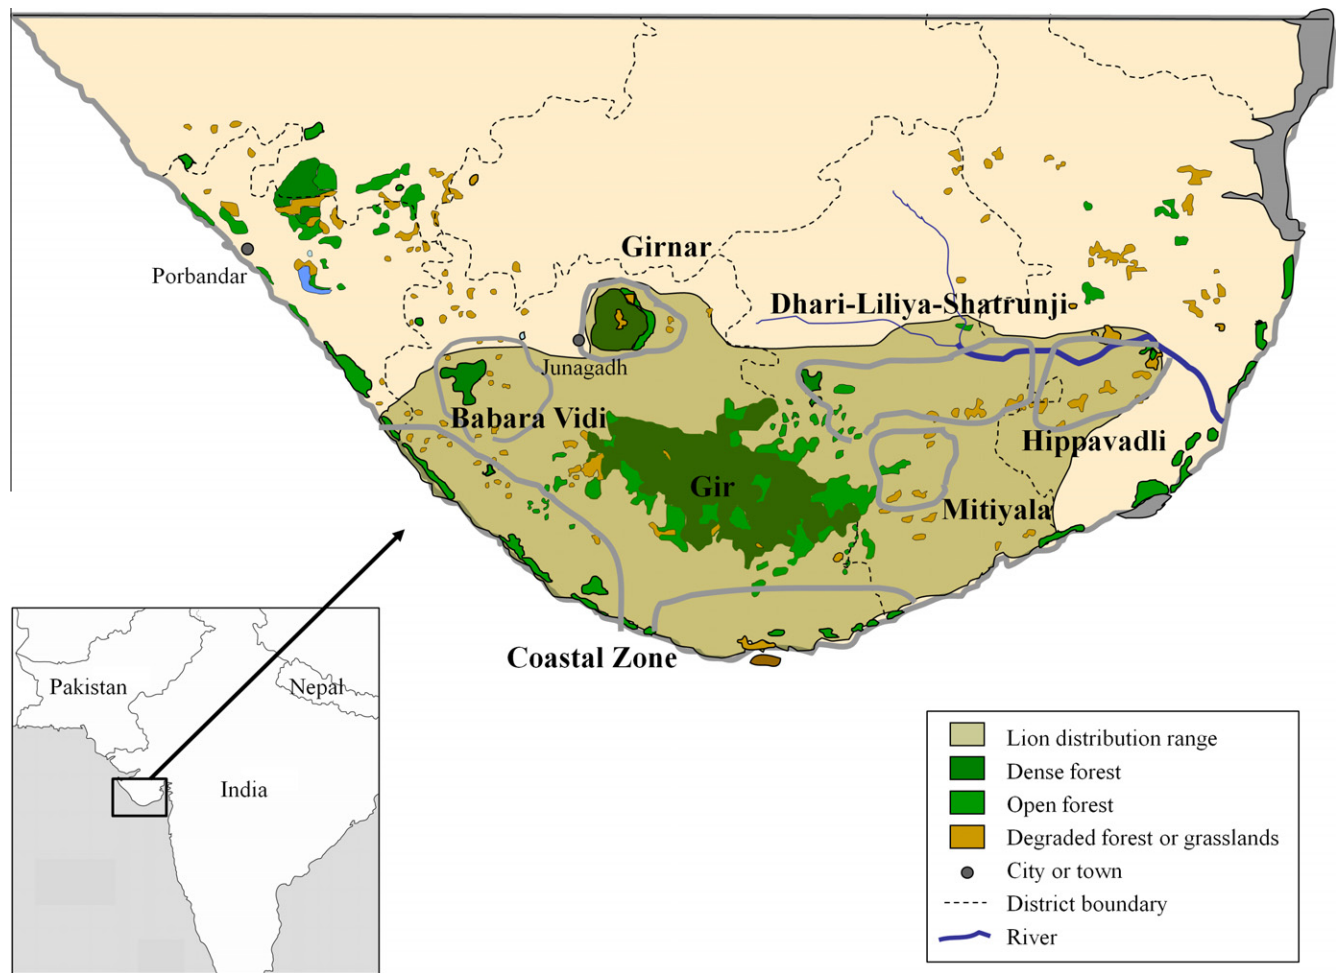 Girnar
Porbandar
Dhari-Liliya-Shatrunji
Junagadh
Babara Vidi
Hippavadli
Gir
Mitiyala
Coastal Zone
Pakistan
Nepal
India
Lion distribution range
Dense forest
Open forest
Degraded forest or grasslands
City or town
District boundary
River